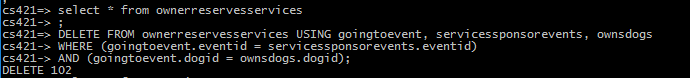 cs421=> select * from ownerreservesservices
cs421-> ;
cs421=> DELETE FROM ownerreservesservices USING goingtoevent, servicessponsorevents, ownsdogs
cs421-> WHERE (goingtoevent.eventid = servicessponsorevents.eventid)
cs421-> AND (goingtoevent.dogid = ownsdogs.dogid);
DELETE 102